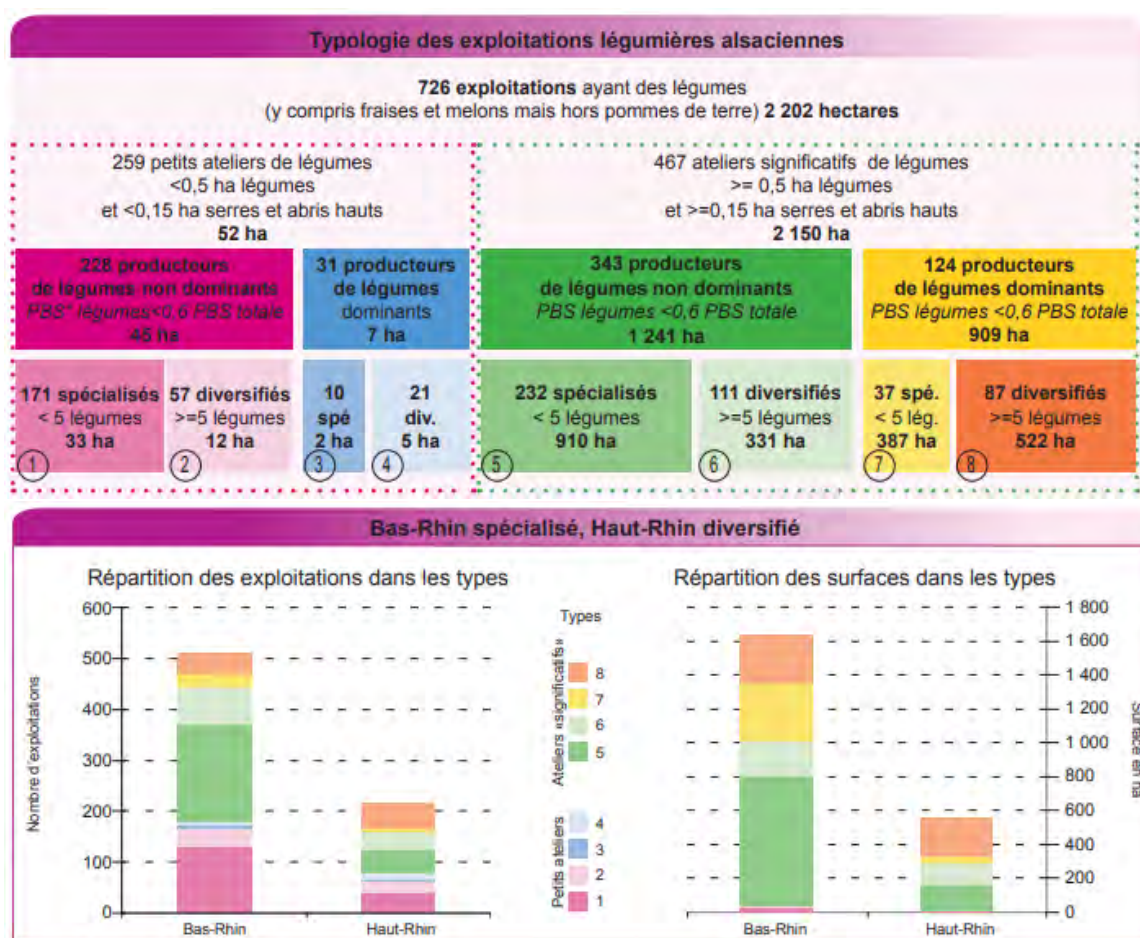 Typologie des exploitations légumières alsaciennes
726 exploitations ayant des légumes
(y compris fraises et melons mais hors pommes de terre) 2 202 hectares
259 petits ateliers de légumes
<0,5 ha légumes
et <0,15 ha serres et abris hauts
52 ha
467 ateliers significatifs de légumes
>= 0,5 ha légumes
et >=0,15 ha serres et abris hauts
2 150 ha
228 producteurs
de légumes non dominants
PBS* légumes<0,6 PBS totale
45 ha
31 producteurs
de légumes
dominants
7 ha
343 producteurs
de légumes non dominants
PBS légumes <0,6 PBS totale
1 241 ha
124 producteurs
de légumes dominants
PBS légumes <0,6 PBS totale
909 ha
171 spécialisés
< 5 légumes
33 ha
1
57 diversifiés
>=5 légumes
12 ha
2
10
spé
2 ha
3
21
div.
5 ha
4
232 spécialisés
< 5 légumes
910 ha
5
111 diversifiés
>=5 légumes
331 ha
6
37 spé.
< 5 lég.
387 ha
7
87 diversifiés
>=5 légumes
522 ha
8
Bas-Rhin spécialisé, Haut-Rhin diversifié
Répartition des exploitations dans les types
Nombre d'exploitations
600
500
400
300
200
100
0
Bas-Rhin
Haut-Rhin
Types
Ateliers «significatifs»
8
7
6
5
Petits ateliers
4
3
2
1
Répartition des surfaces dans les types
1 800
1 600
1 400
1 200
1 000
800
600
400
200
0
Surface en ha
Bas-Rhin
Haut-Rhin